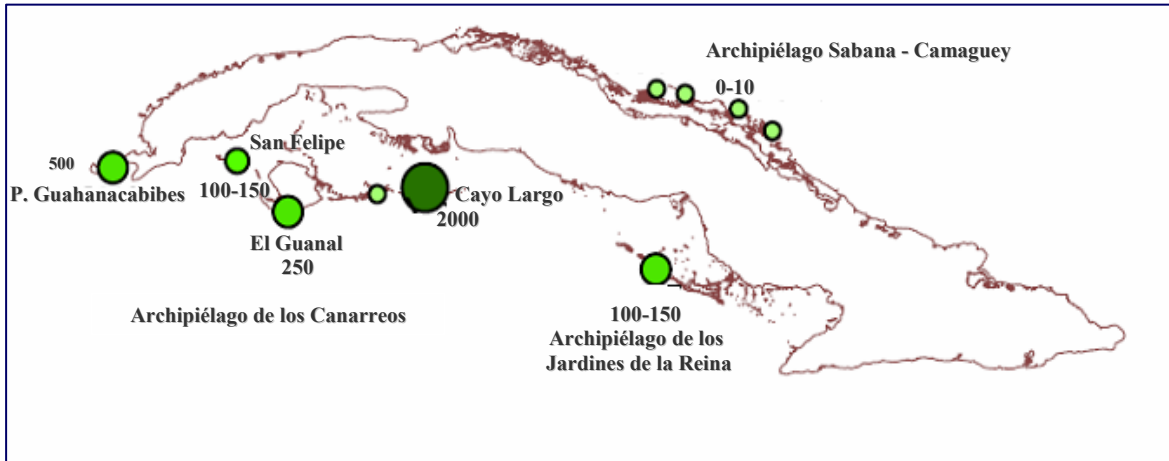 Archipiélago Sabana - Camaguey
0-10
San Felipe
500
P. Guahanacabibes
100-150
Cayo Largo
2000
El Guanal
250
Archipiélago de los Canarreos
100-150
Archipiélago de los
Jardines de la Reina